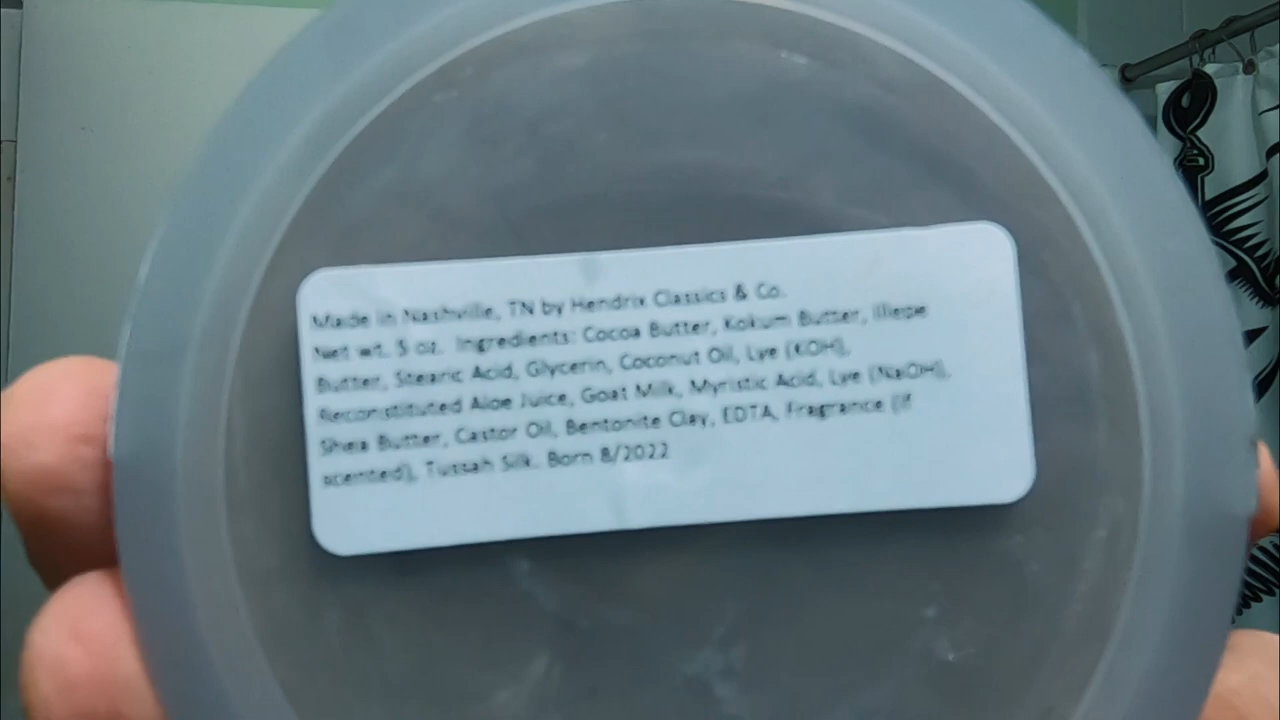 Made in Nashville, TN by Hendrix Classics & Co.
Net wt. 5 oz. Ingredients: Cocoa Butter, Kokum Butter, Illipe
Butter, Stearic Acid, Glycerin, Coconut Oil, Lye (KOH),
Reconstituted Aloe Juice, Goat Milk, Myristic Acid, Lye (NaOH),
Shea Butter, Castor Oil, Bentonite Clay, EDTA, Fragrance (if
scented), Tussah Silk. Born 8/2022